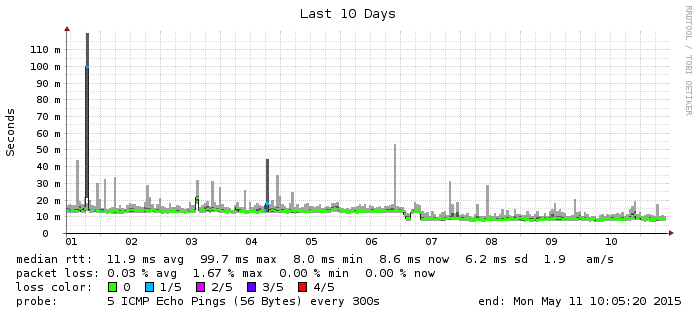 Last 10 Days
RRDTOOL / TOBI OETIKER
Seconds
110 m
100 m
90 m
80 m
70 m
60 m
50 m
40 m
30 m
20 m
10 m
0
01 02 03 04 05 06 07 08 09 10
median rtt: 11.9 ms avg 99.7 ms max 8.0 ms min 8.6 ms now 6.2 ms sd 1.9 am/s
packet loss: 0.03 % avg 1.67 % max 0.00 % min 0.00 % now
loss color: 0 1/5 2/5 3/5 4/5
probe: 5 ICMP Echo Pings (56 Bytes) every 300s end: Mon May 11 10:05:20 2015